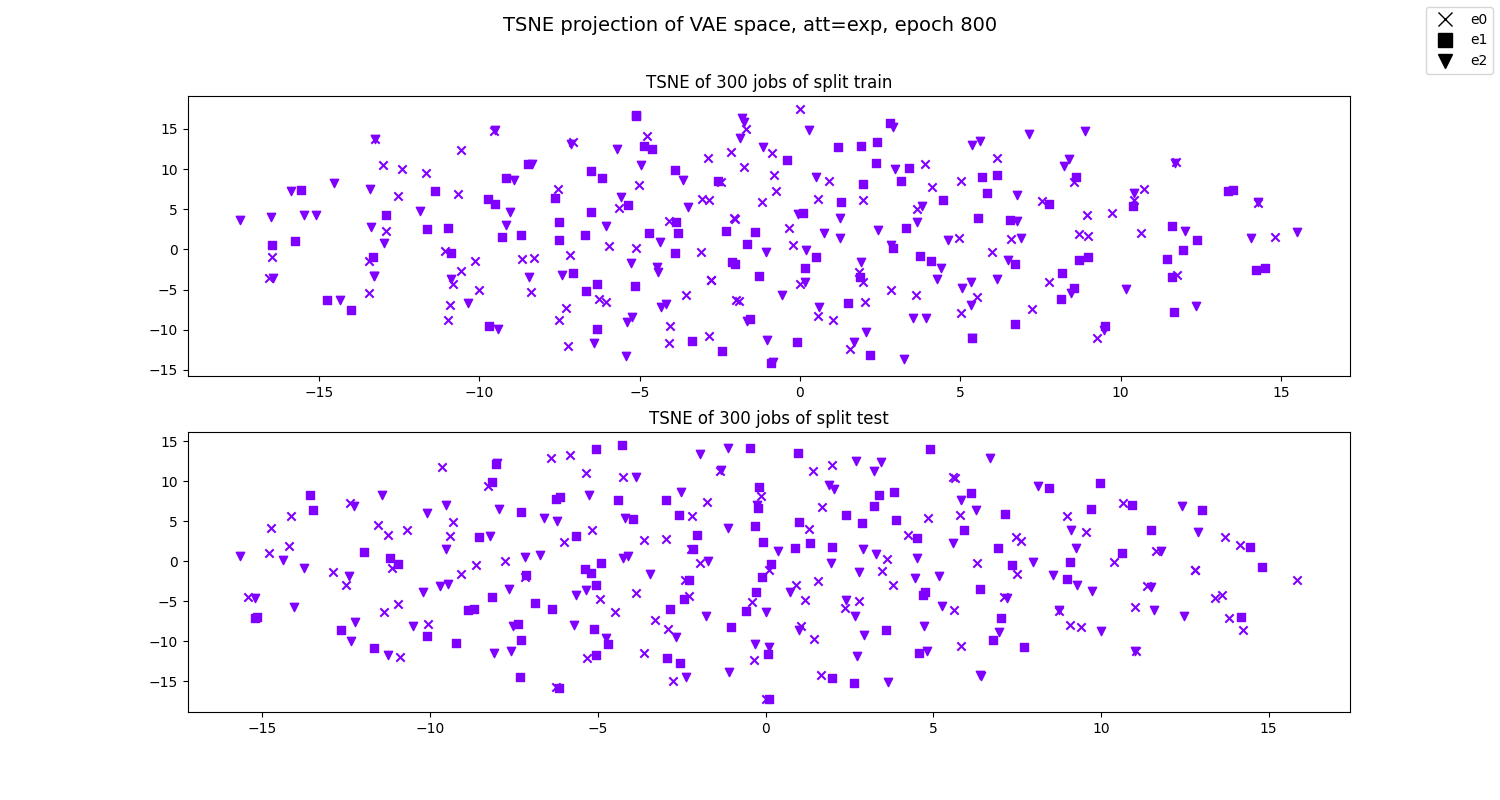 TSNE projection of VAE space, att=exp, epoch 800
e0
e1
e2
TSNE of 300 jobs of split train
15
10
5
0
−5
−10
−15
−15 −10 −5 0 5 10 15
TSNE of 300 jobs of split test
15
10
5
0
−5
−10
−15
−15 −10 −5 0 5 10 15